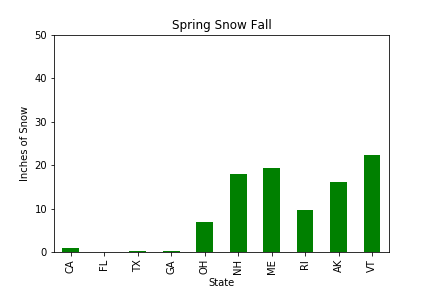 Spring Snow Fall
Inches of Snow
50
40
30
20
10
0
CA
FL
TX
GA
OH
NH
ME
RI
AK
VT
State